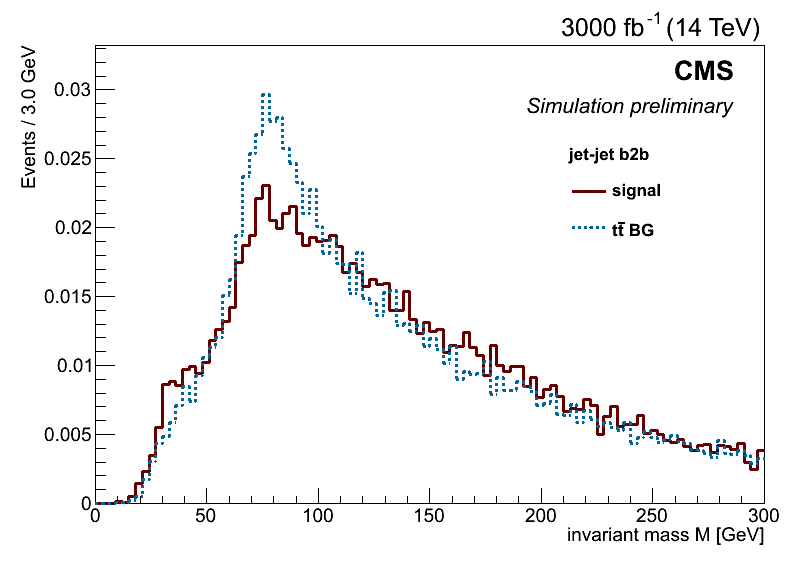 3000 fb⁻¹ (14 TeV)
Events / 3.0 GeV
CMS
Simulation preliminary
jet-jet b2b
signal
tt̄ BG
0.03
0.025
0.02
0.015
0.01
0.005
0
0 50 100 150 200 250 300
invariant mass M [GeV]